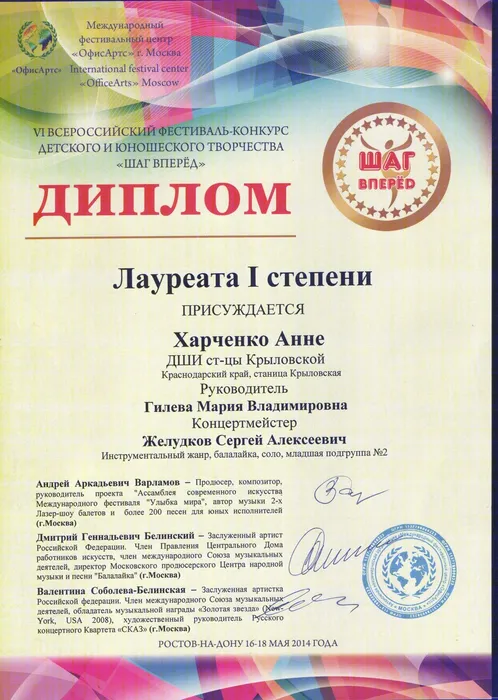 Международный
фестивальный центр
«ОфисАртс» г. Москва
«ОфисАртс»
International festival center
«OfficeArts» Moscow
VI ВСЕРОССИЙСКИЙ ФЕСТИВАЛЬ-КОНКУРС
ДЕТСКОГО И ЮНОШЕСКОГО ТВОРЧЕСТВА
«ШАГ ВПЕРЁД»
ШАГ
ВПЕРЁД
ДИПЛОМ
Лауреата I степени
ПРИСУЖДАЕТСЯ
Харченко Анне
ДШИ ст-цы Крыловской
Краснодарский край, станица Крыловская
Руководитель
Гилева Мария Владимировна
Концертмейстер
Желудков Сергей Алексеевич
Инструментальный жанр, балалайка, соло, младшая подгруппа №2
Андрей Аркадьевич Варламов – Продюсер, композитор,
руководитель проекта "Ассамблея современного искусства
Международного фестиваля "Улыбка мира", автор музыки 2-х
Лазер-шоу балетов и более 200 песен для юных исполнителей
(г.Москва)
Дмитрий Геннадьевич Белинский – Заслуженный артист
Российской Федерации. Член Правления Центрального Дома
работников искусств, член международного Союза музыкальных
деятелей, директор Московского продюсерского Центра народной
музыки и песни "Балалайка" (г.Москва)
Валентина Соболева-Белинская – Заслуженная артистка
Российской федерации. Член международного Союза музыкальных
деятелей, обладатель музыкальной награды «Золотая звезда» (New-
York, USA 2008), художественный руководитель Русского
концертного Квартета «СКАЗ» (г.Москва)
МОСКВА
РОСТОВ-НА-ДОНУ 16-18 МАЯ 2014 ГОДА